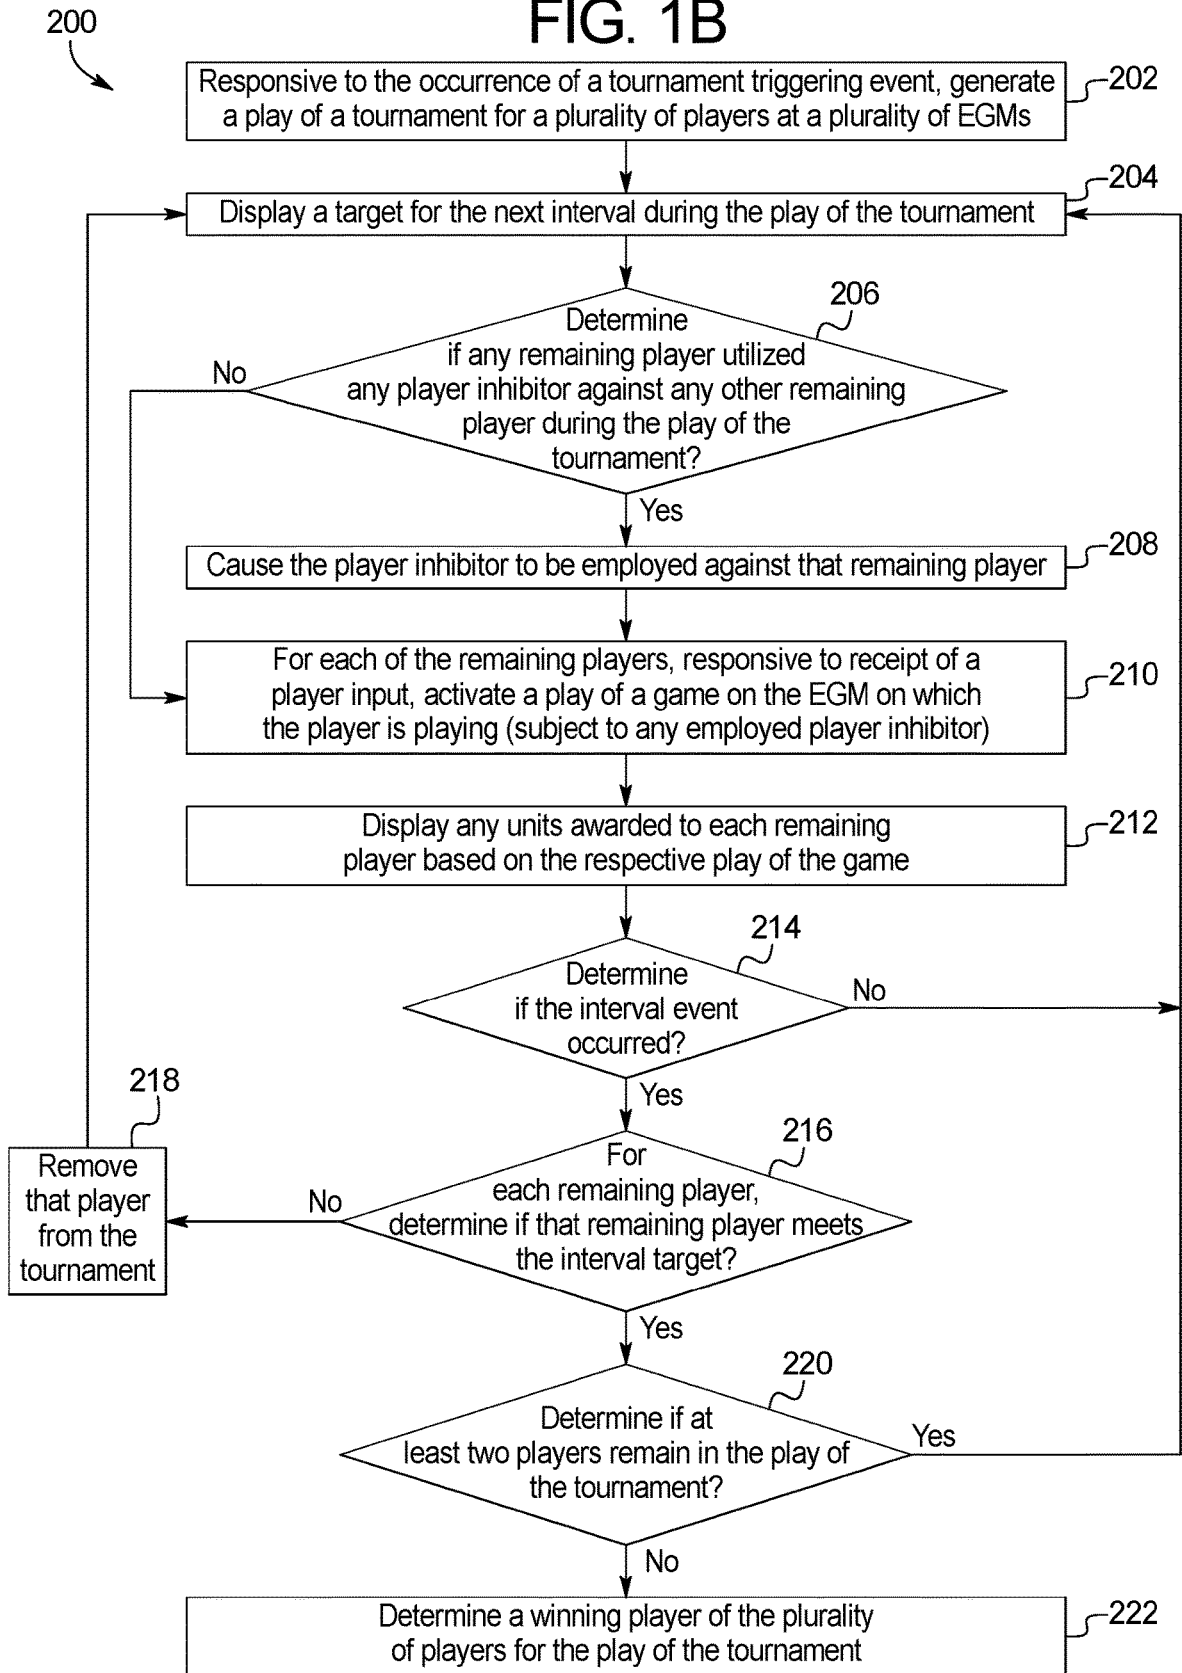 FIG. 1B
200
Responsive to the occurrence of a tournament triggering event, generate
a play of a tournament for a plurality of players at a plurality of EGMs
202
204
Display a target for the next interval during the play of the tournament
206
Determine
if any remaining player utilized
any player inhibitor against any other remaining
player during the play of the
tournament?
No
Yes
208
Cause the player inhibitor to be employed against that remaining player
For each of the remaining players, responsive to receipt of a
player input, activate a play of a game on the EGM on which
the player is playing (subject to any employed player inhibitor)
210
Display any units awarded to each remaining
player based on the respective play of the game
212
214
Determine
if the interval event
occurred?
No
Yes
218
Remove
that player
from the
tournament
216
For
each remaining player,
determine if that remaining player meets
the interval target?
No
Yes
220
Determine if at
least two players remain in the play of
the tournament?
Yes
No
Determine a winning player of the plurality
of players for the play of the tournament
222